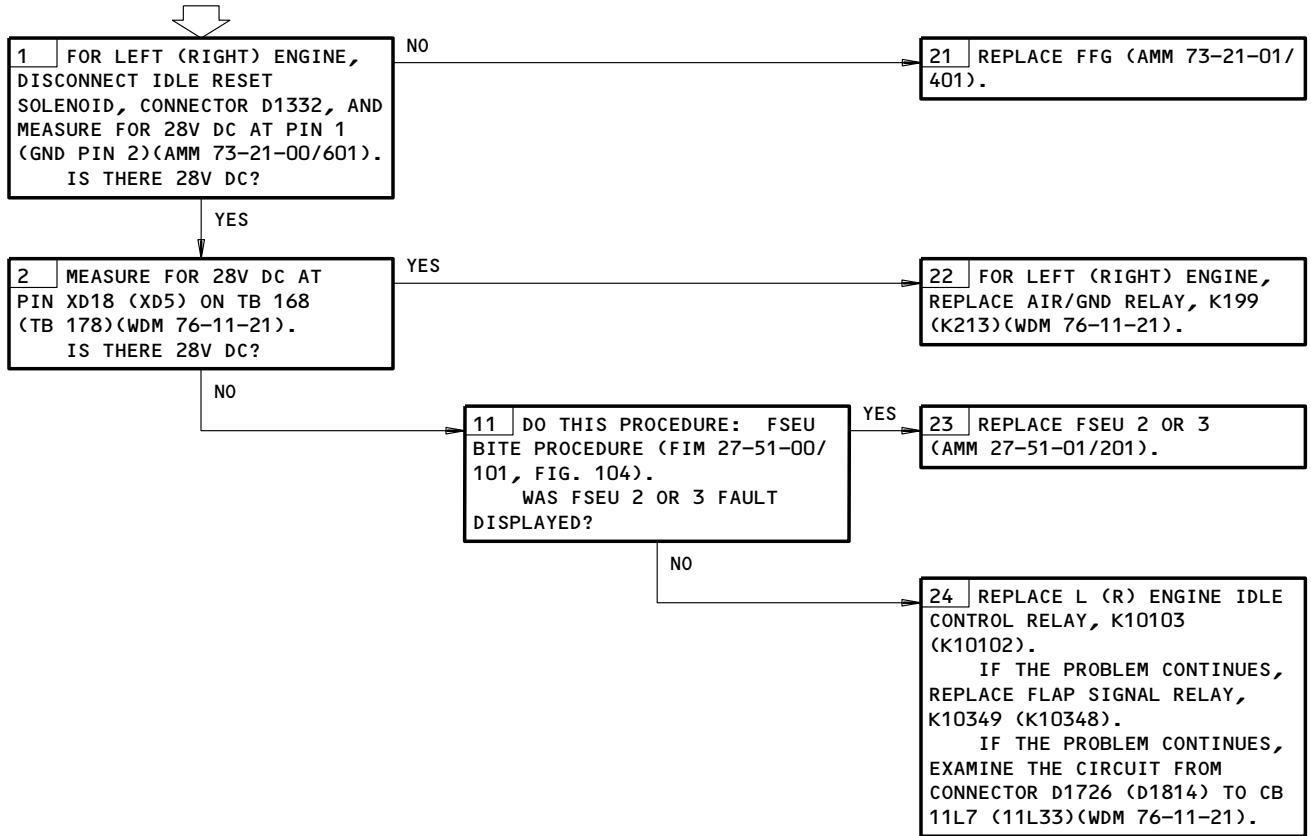 1 FOR LEFT (RIGHT) ENGINE,
DISCONNECT IDLE RESET
SOLENOID, CONNECTOR D1332, AND
MEASURE FOR 28V DC AT PIN 1
(GND PIN 2)(AMM 73-21-00/601).
IS THERE 28V DC?
NO
21 REPLACE FFG (AMM 73-21-01/
401).
YES
2 MEASURE FOR 28V DC AT
PIN XD18 (XD5) ON TB 168
(TB 178)(WDM 76-11-21).
IS THERE 28V DC?
YES
22 FOR LEFT (RIGHT) ENGINE,
REPLACE AIR/GND RELAY, K199
(K213)(WDM 76-11-21).
NO
11 DO THIS PROCEDURE: FSEU
BITE PROCEDURE (FIM 27-51-00/
101, FIG. 104).
WAS FSEU 2 OR 3 FAULT
DISPLAYED?
YES
23 REPLACE FSEU 2 OR 3
(AMM 27-51-01/201).
NO
24 REPLACE L (R) ENGINE IDLE
CONTROL RELAY, K10103
(K10102).
IF THE PROBLEM CONTINUES,
REPLACE FLAP SIGNAL RELAY,
K10349 (K10348).
IF THE PROBLEM CONTINUES,
EXAMINE THE CIRCUIT FROM
CONNECTOR D1726 (D1814) TO CB
11L7 (11L33)(WDM 76-11-21).